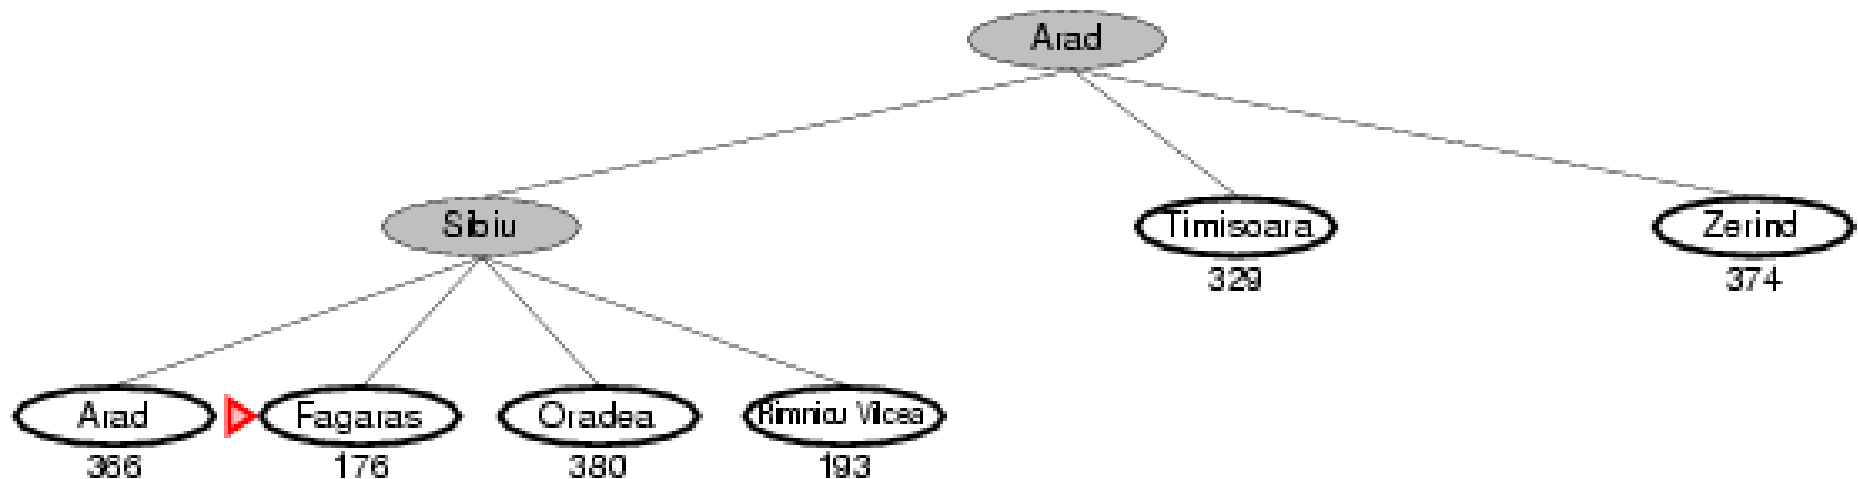 Arad
Sibiu
Timisoara
Zerind
329
374
Arad
Fagaras
Oradea
Rimnicu Vilcea
366
176
380
193